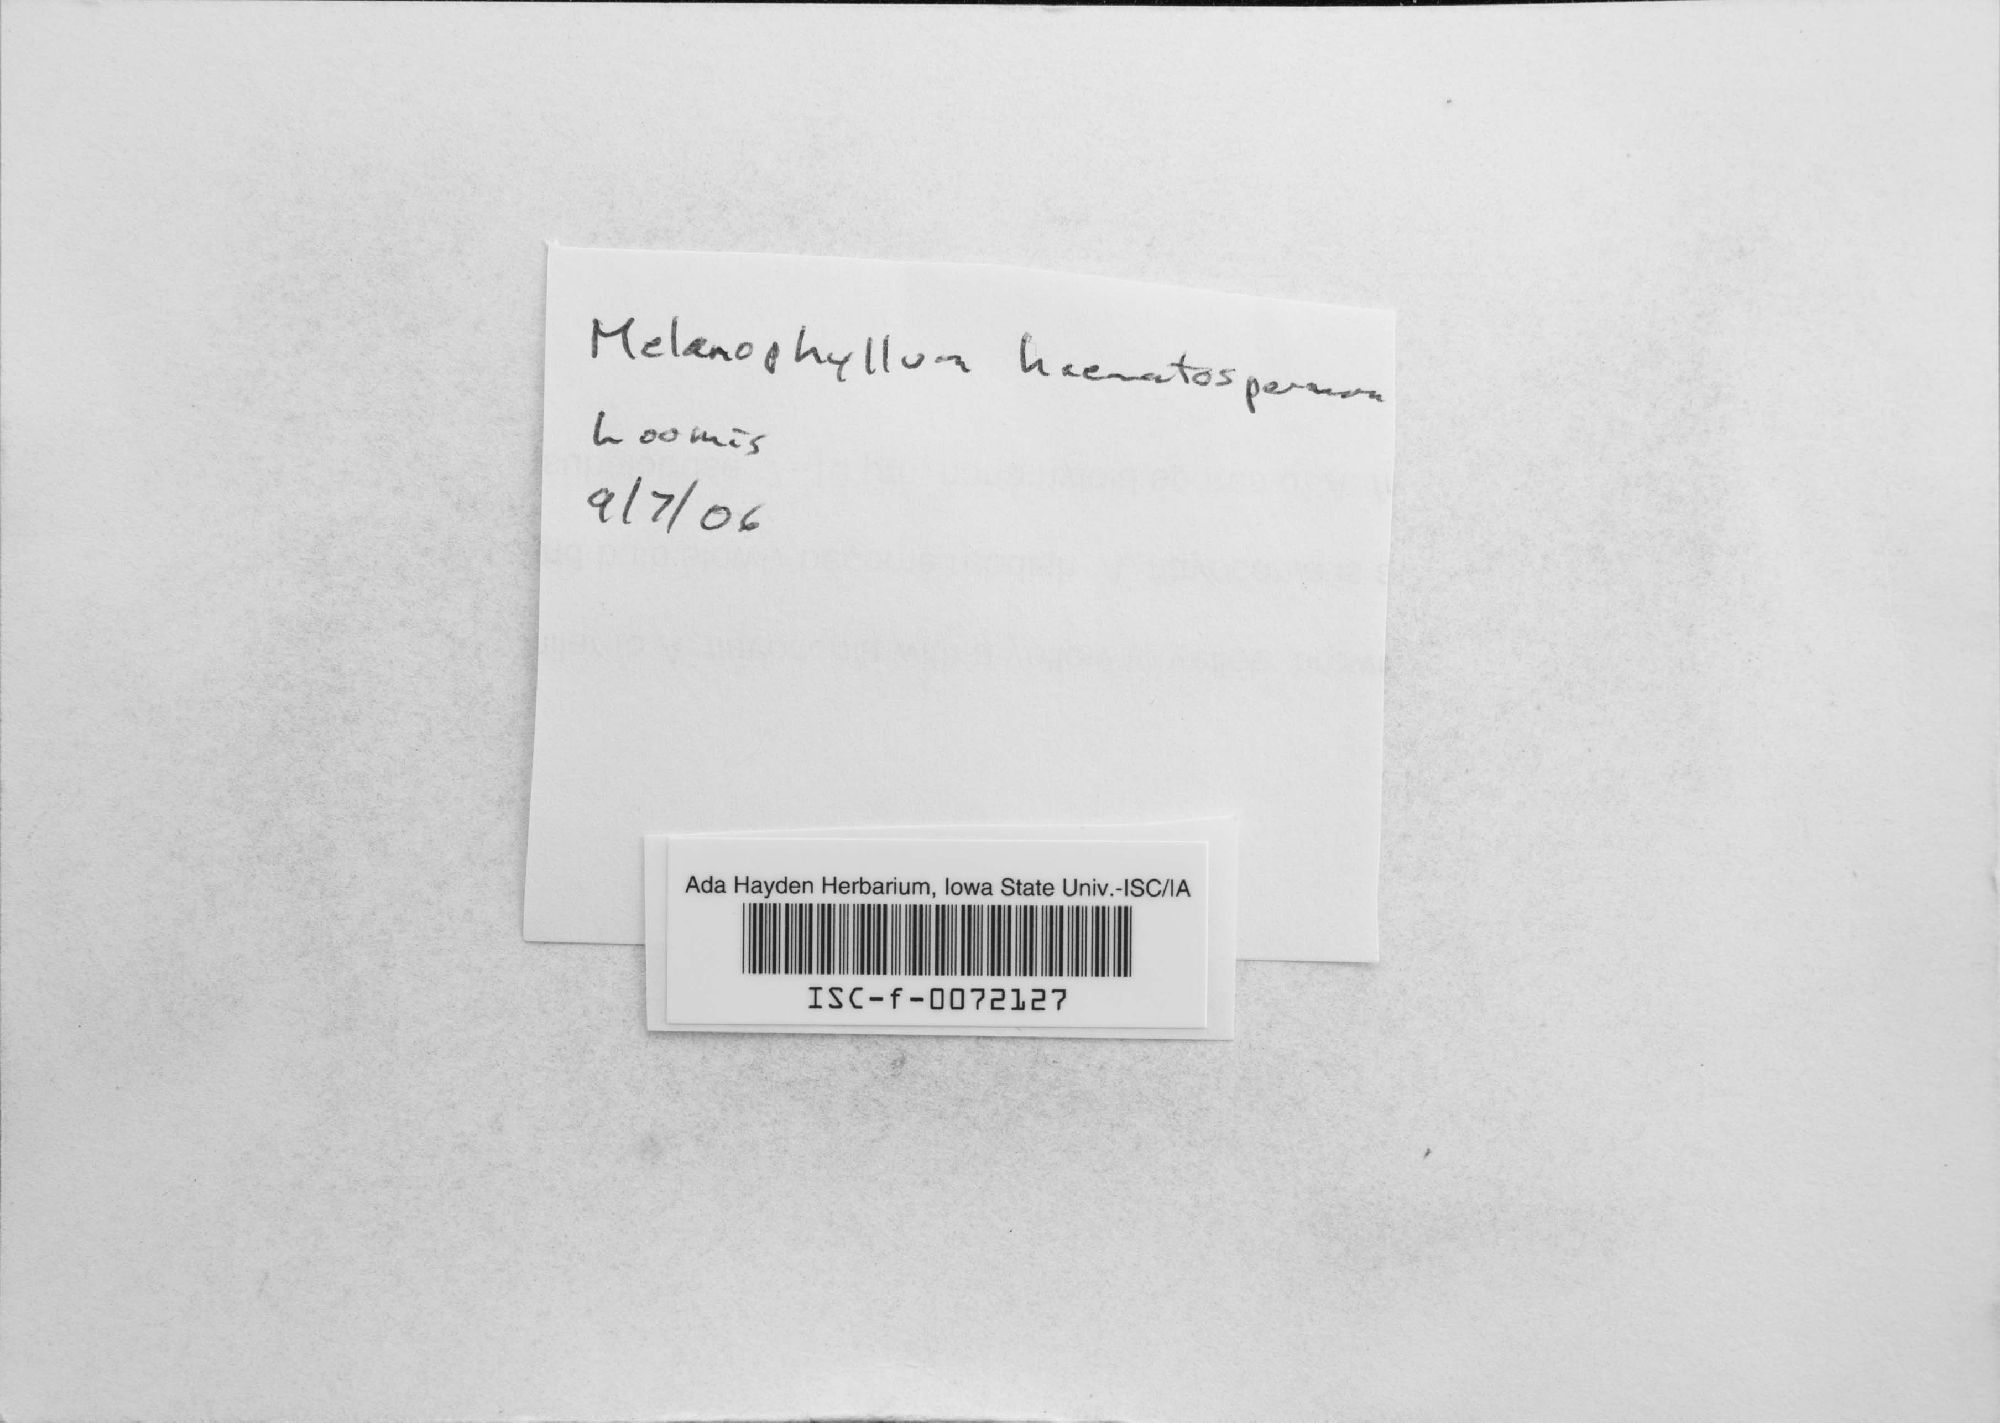 Melanophyllum haematospermum
Loomis
9/7/06
Ada Hayden Herbarium, Iowa State Univ.-ISC/IA
ISC-f-0072127